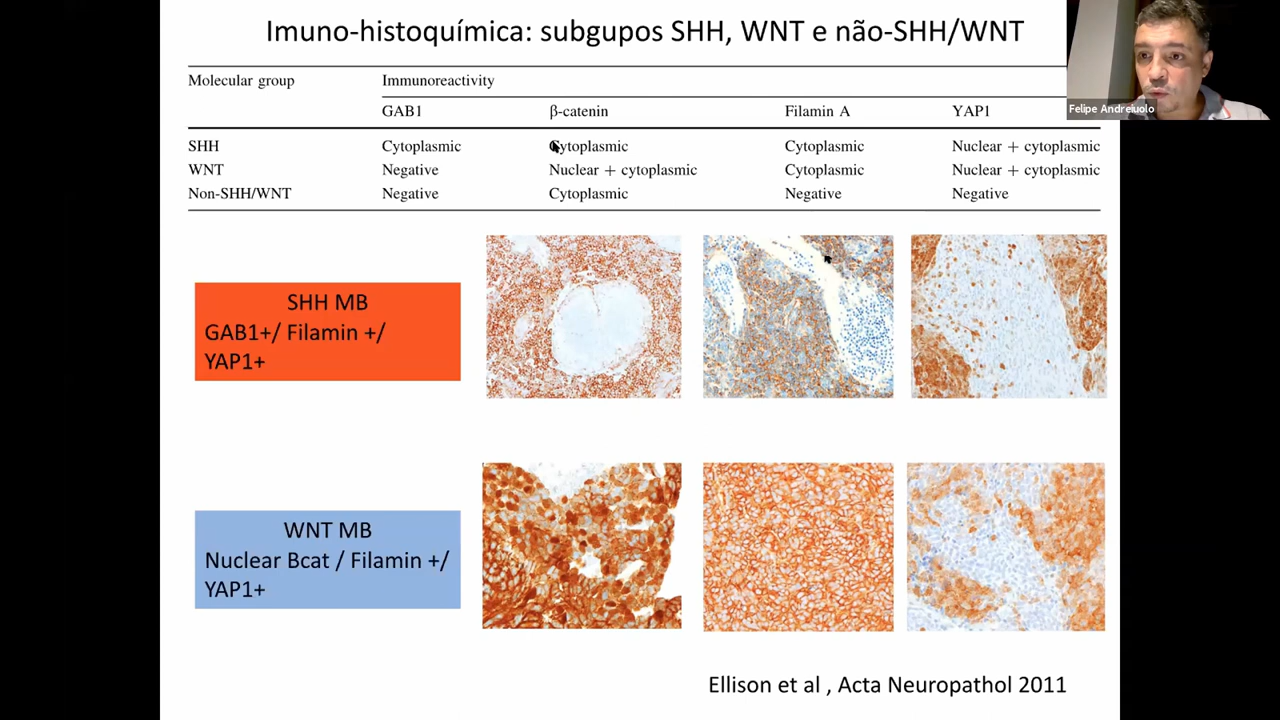 Imuno-histoquímica: subgupos SHH, WNT e não-SHH/WNT
Felipe Andreiuolo
Molecular group Immunoreactivity
GAB1 β-catenin Filamin A YAP1
SHH Cytoplasmic Cytoplasmic Cytoplasmic Nuclear + cytoplasmic
WNT Negative Nuclear + cytoplasmic Cytoplasmic Nuclear + cytoplasmic
Non-SHH/WNT Negative Cytoplasmic Negative Negative
SHH MB
GAB1+/ Filamin +/
YAP1+
WNT MB
Nuclear Bcat / Filamin +/
YAP1+
Ellison et al , Acta Neuropathol 2011